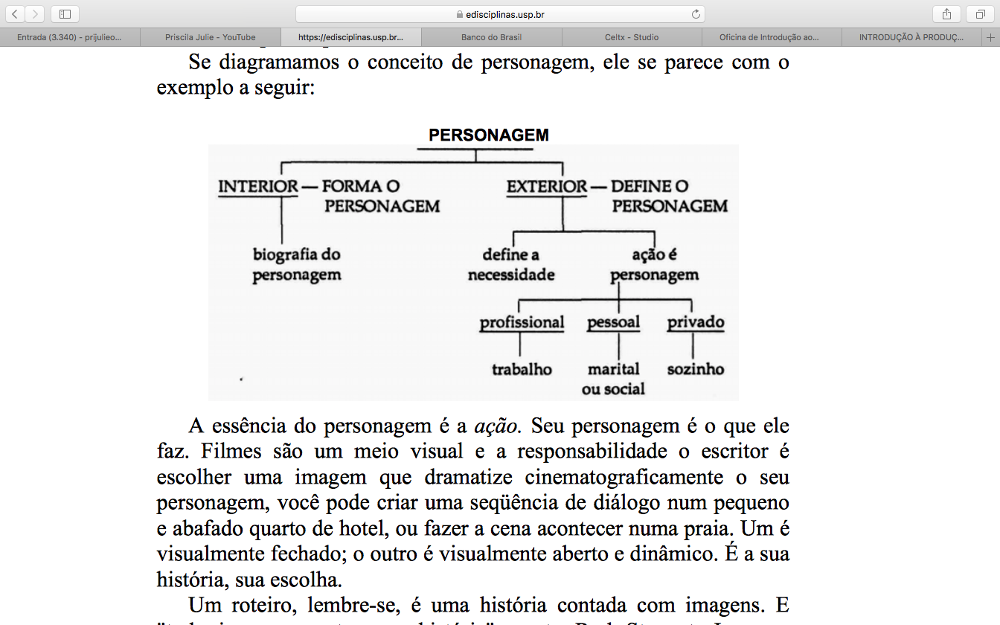 edisciplinas.usp.br
Entrada (3.340) - prijulieo...
Priscila Julie - YouTube
https://edisciplinas.usp.br...
Banco do Brasil
Celtx - Studio
Oficina de Introdução ao...
INTRODUÇÃO À PRODUÇ...
Se diagramamos o conceito de personagem, ele se parece com o
exemplo a seguir:
PERSONAGEM
INTERIOR — FORMA O
PERSONAGEM
EXTERIOR — DEFINE O
PERSONAGEM
biografia do
personagem
define a
necessidade
ação é
personagem
profissional
pessoal
privado
trabalho
marital
ou social
sozinho
A essência do personagem é a ação. Seu personagem é o que ele
faz. Filmes são um meio visual e a responsabilidade o escritor é
escolher uma imagem que dramatize cinematograficamente o seu
personagem, você pode criar uma seqüência de diálogo num pequeno
e abafado quarto de hotel, ou fazer a cena acontecer numa praia. Um é
visualmente fechado; o outro é visualmente aberto e dinâmico. É a sua
história, sua escolha.
Um roteiro, lembre-se, é uma história contada com imagens. E